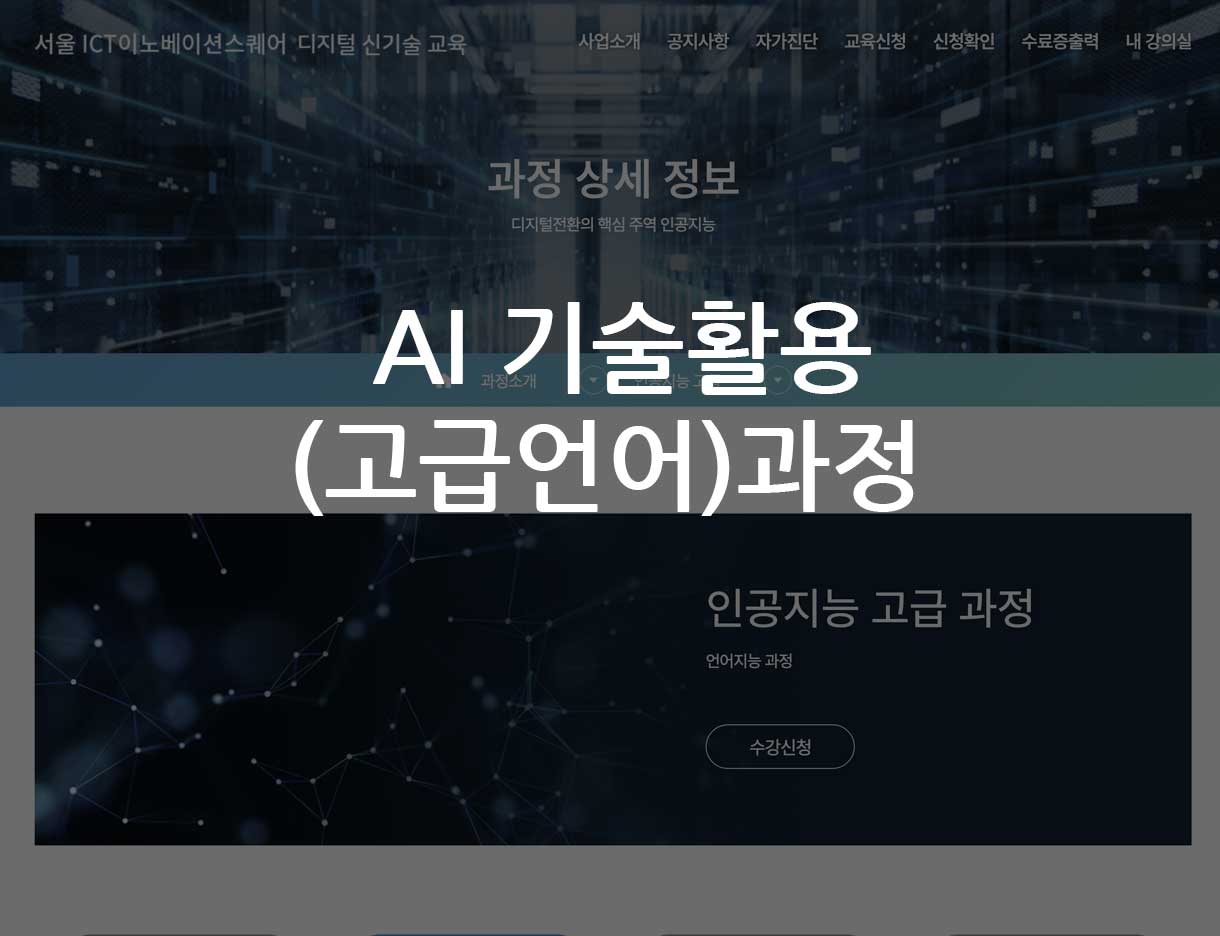 서울 ICT이노베이션스퀘어 디지털 신기술 교육
사업소개 공지사항 자가진단 교육신청 신청확인 수료증출력 내 강의실
과정 상세 정보
디지털전환의 핵심 주역 인공지능
AI 기술활용
과정소개 인공지능
(고급언어)과정
인공지능 고급 과정
언어지능 과정
수강신청